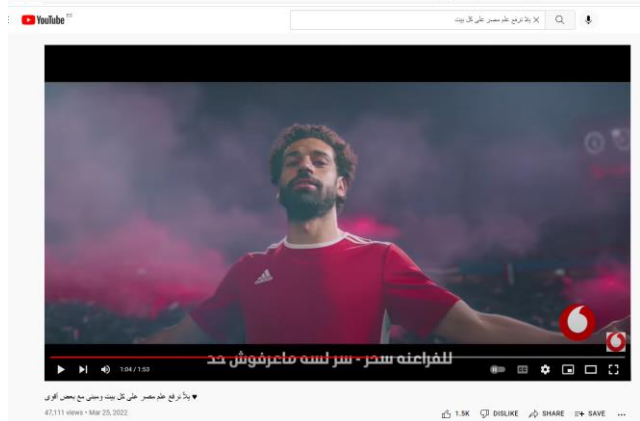 YouTube EG
يلا نرفع علم مصر على كل بيت
للفراعنه سحر - سر لسه ماعرفوش حد
1:04 / 1:53
♥ يلاّ نرفع علم مصر على كل بيت ومبنى مع بعض أقوى
47,111 views • Mar 25, 2022
1.5K DISLIKE SHARE SAVE ...